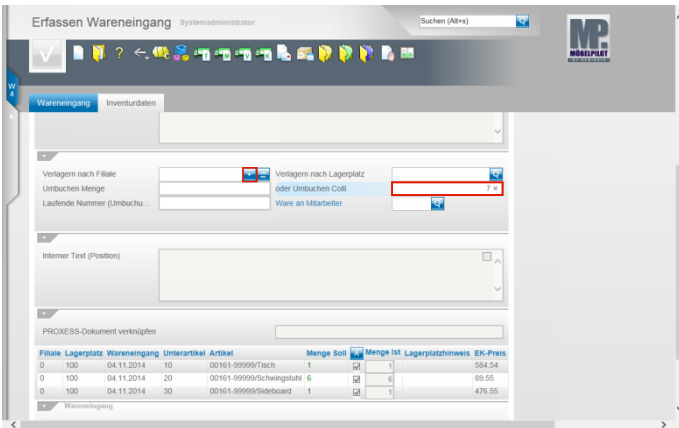 Erfassen Wareneingang Systemadministrator
Suchen (Alt+s)
MP
MÖBELPILOT
W
4
Wareneingang Inventurdaten
Verlagern nach Filiale Verlagern nach Lagerplatz
Umbuchen Menge oder Umbuchen Colli 7 ×
Laufende Nummer (Umbuchu... Ware an Mitarbeiter
Interner Text (Position)
PROXESS-Dokument verknüpfen
Filiale Lagerplatz Wareneingang Unterartikel Artikel Menge Soll Menge ist Lagerplatzhinweis EK-Preis
0 100 04.11.2014 10 00161-99999/Tisch 1 1 584.54
0 100 04.11.2014 20 00161-99999/Schwingstuhl 6 6 89.55
0 100 04.11.2014 30 00161-99999/Sideboard 1 1 476.55
Wareneingang